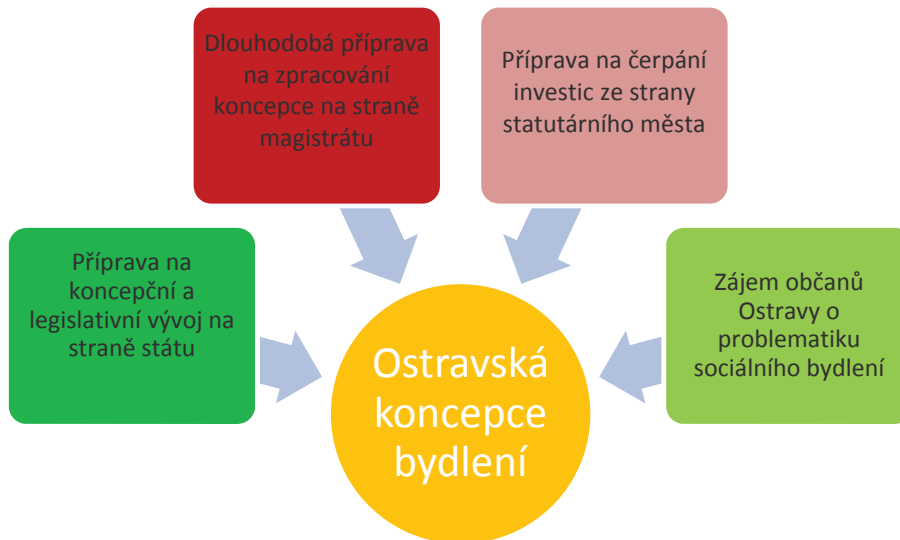 Dlouhodobá příprava
na zpracování
koncepce na straně
magistrátu
Příprava na čerpání
investic ze strany
statutárního města
Příprava na
koncepční a
legislativní vývoj na
straně státu
Zájem občanů
Ostravy o
problematiku
sociálního bydlení
Ostravská
koncepce
bydlení